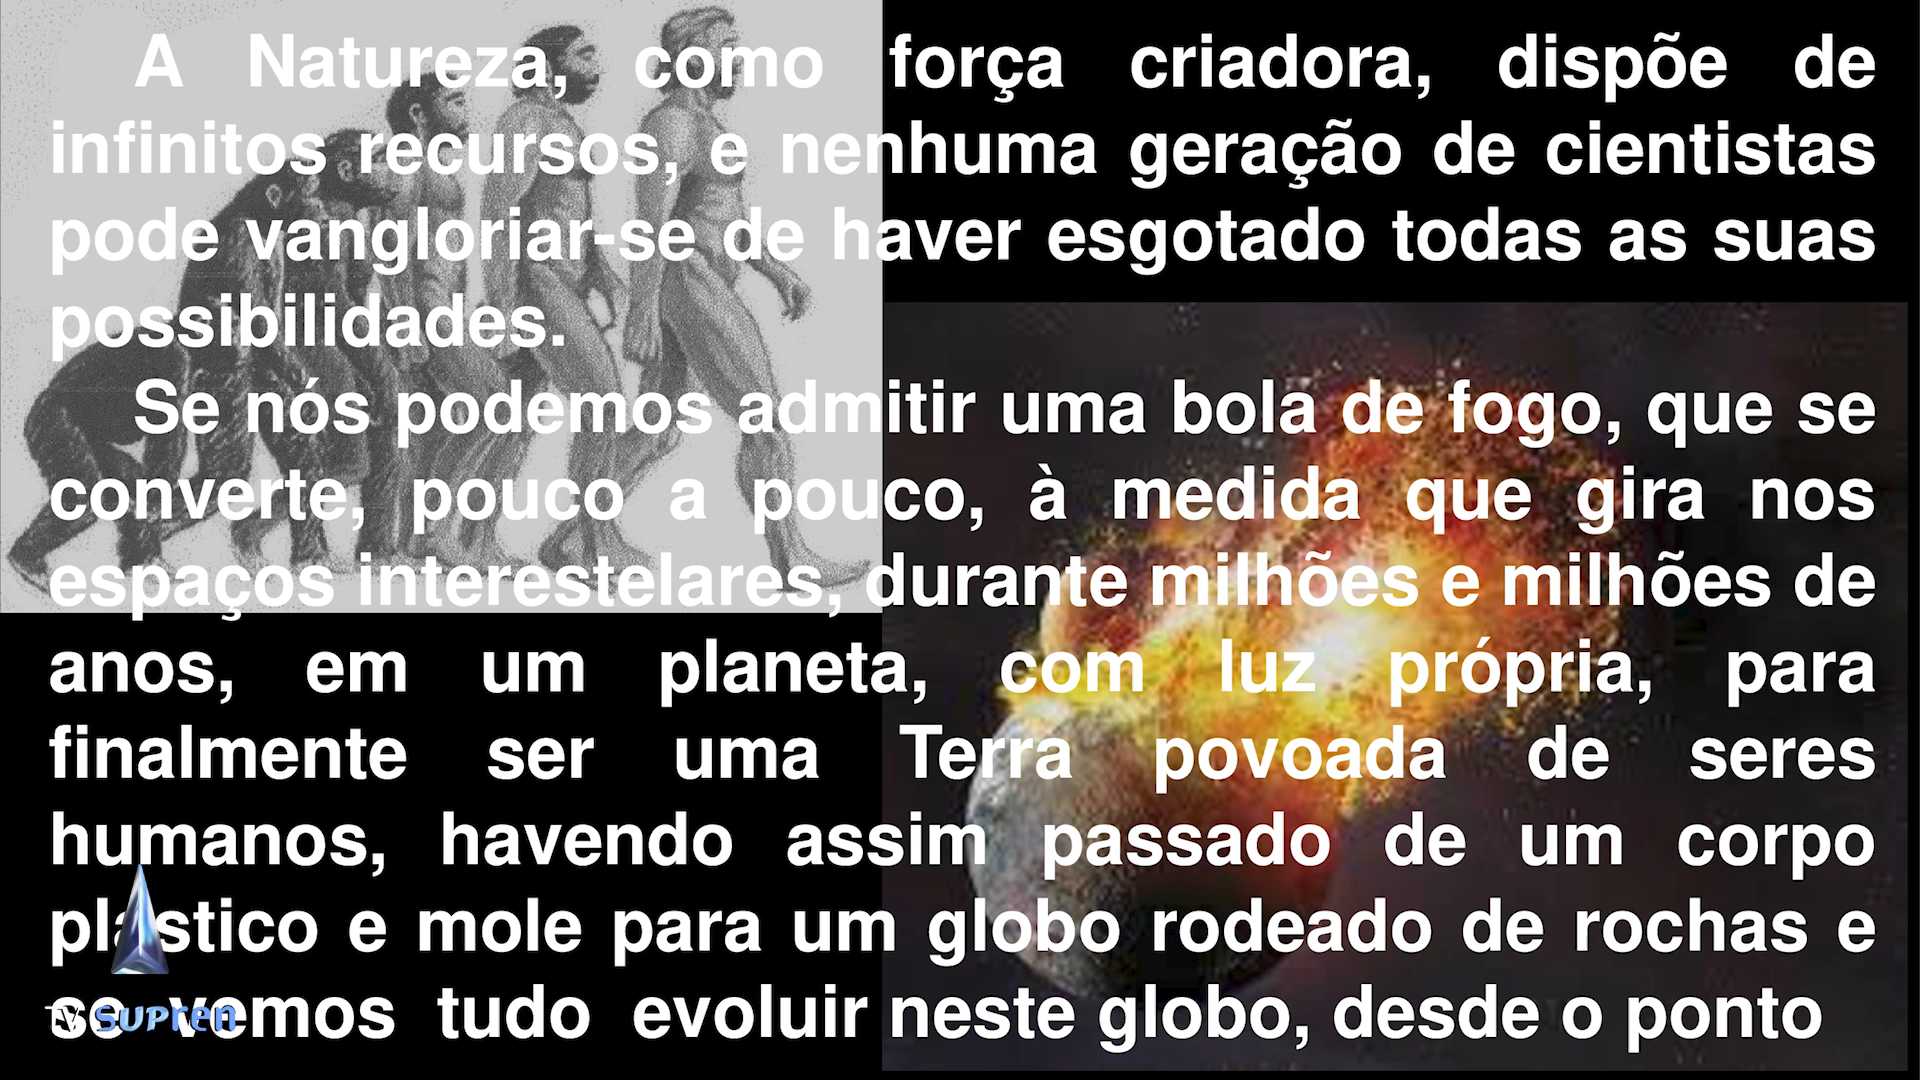 A Natureza, como força criadora, dispõe de
infinitos recursos, e nenhuma geração de cientistas
pode vangloriar-se de haver esgotado todas as suas
possibilidades.
Se nós podemos admitir uma bola de fogo, que se
converte, pouco a pouco, à medida que gira nos
espaços interestelares, durante milhões e milhões de
anos, em um planeta, com luz própria, para
finalmente ser uma Terra povoada de seres
humanos, havendo assim passado de um corpo
plástico e mole para um globo rodeado de rochas e
se vemos tudo evoluir neste globo, desde o ponto
TV SUPREN